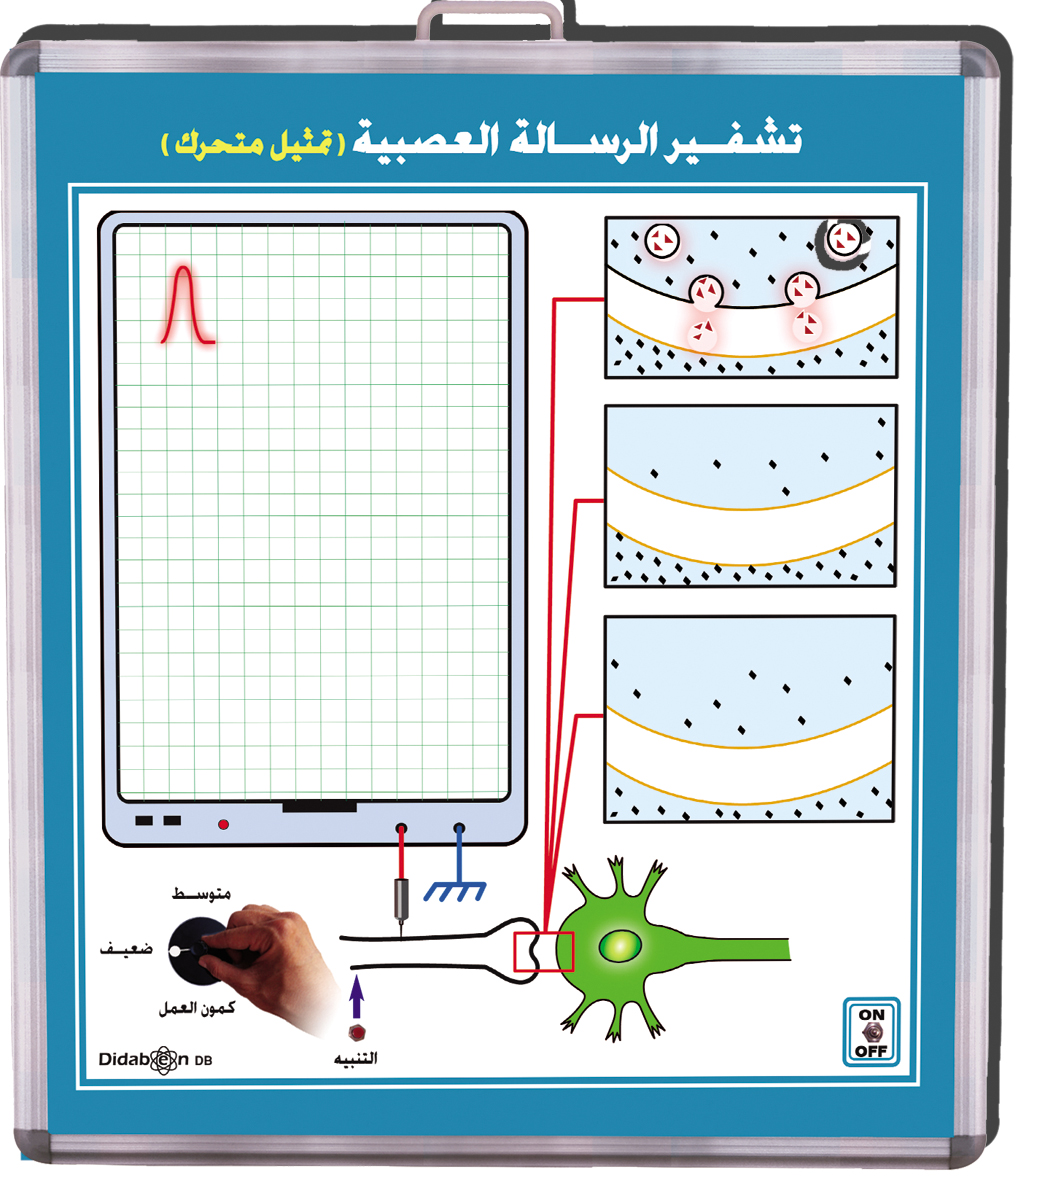 تشفير الرسالة العصبية (تمثيل متحرك)
متوسط
ضعيف
كمون العمل
التنبيه
Didaben DB
ON
OFF